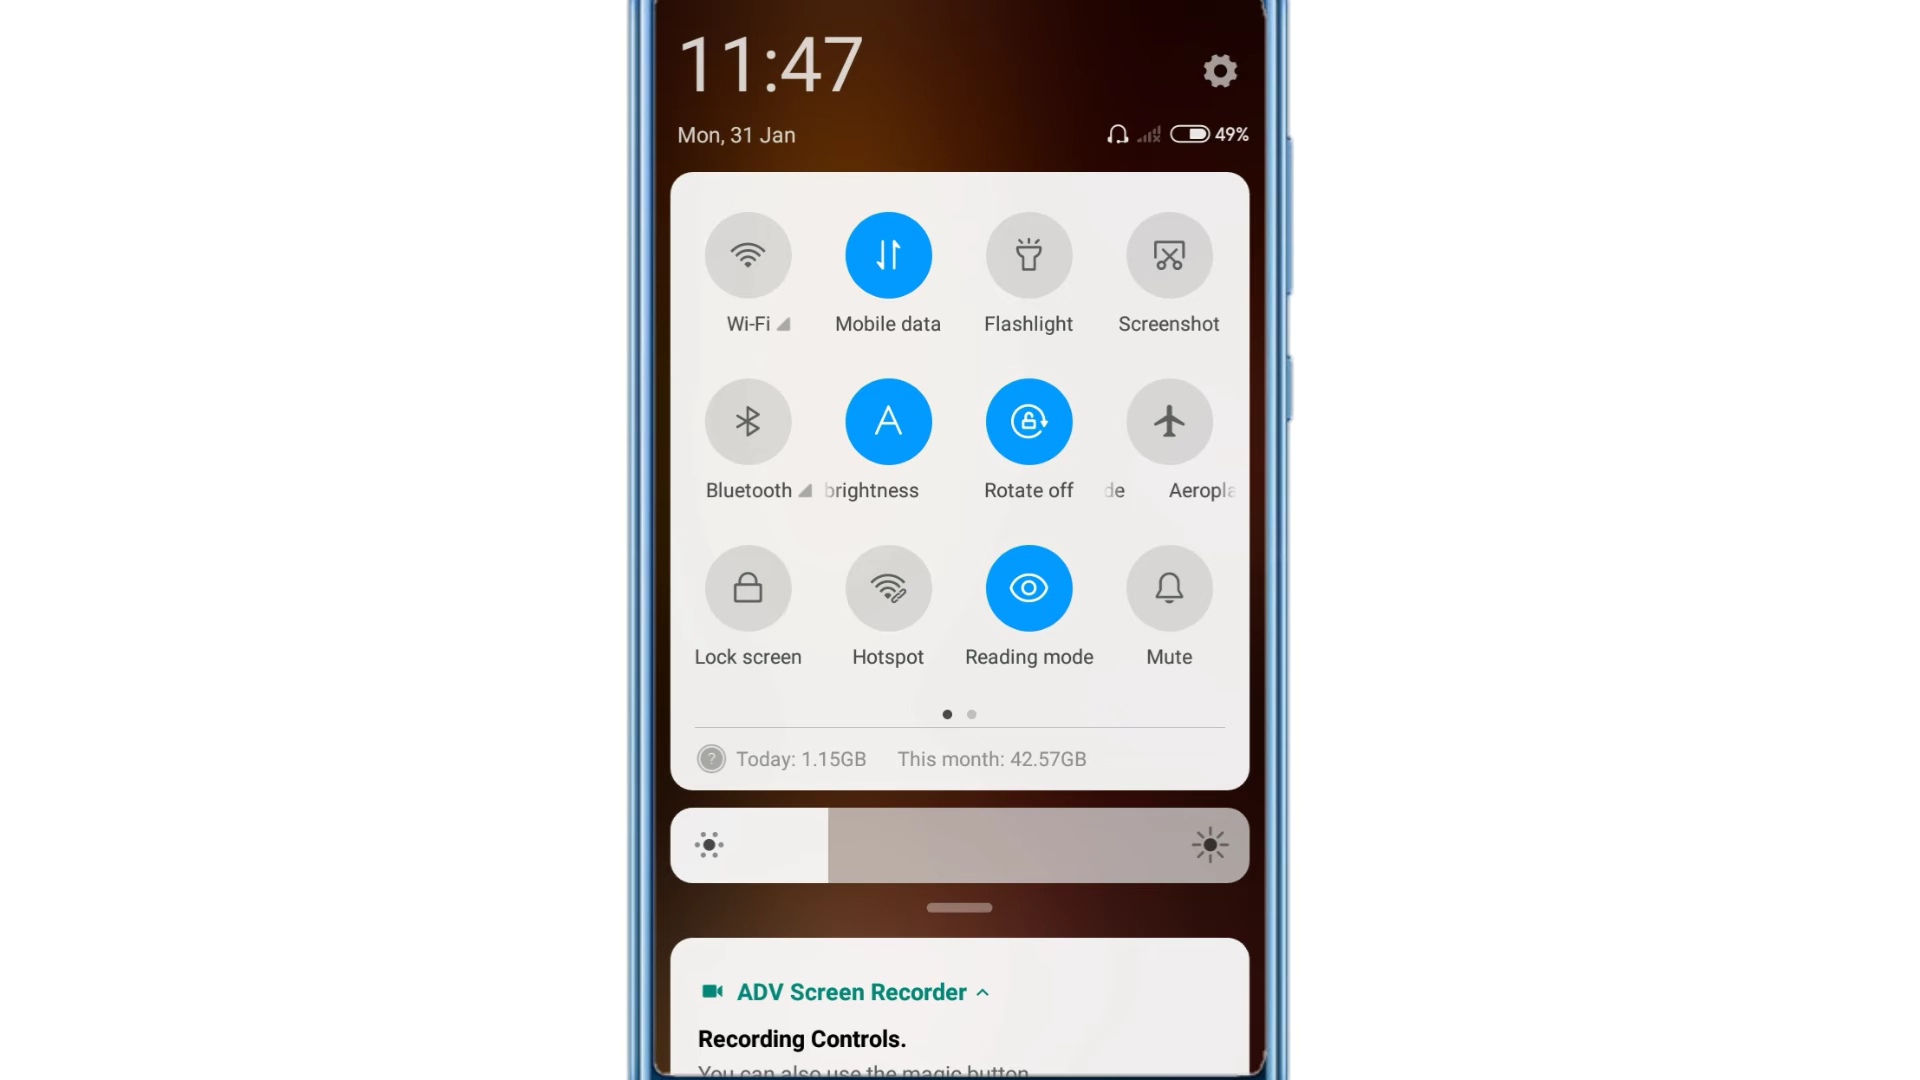 11:47
Mon, 31 Jan
49%
Wi-Fi Mobile data Flashlight Screenshot
Bluetooth brightness Rotate off de Aeropla
Lock screen Hotspot Reading mode Mute
Today: 1.15GB This month: 42.57GB
ADV Screen Recorder
Recording Controls.
You can also use the magic button